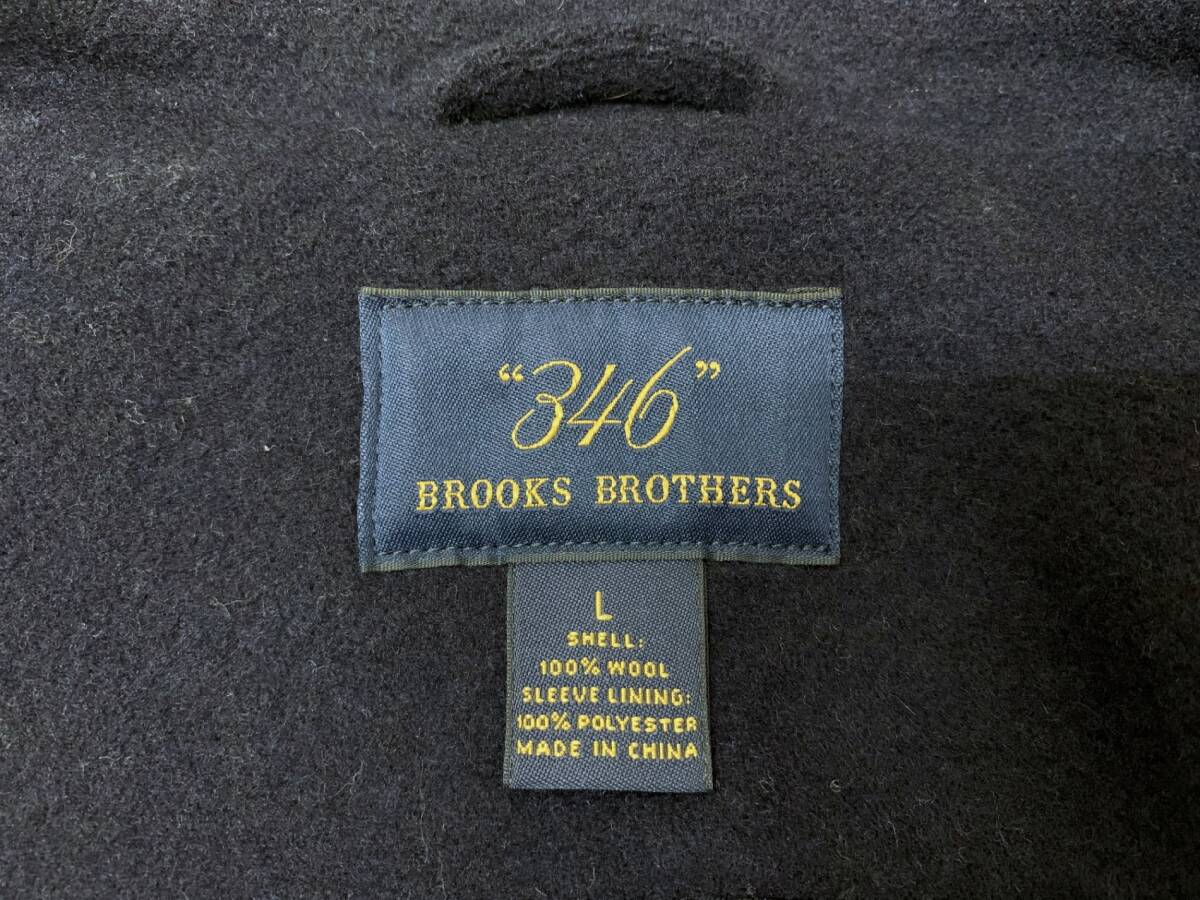 “346”
BROOKS BROTHERS
L
SHELL:
100% WOOL
SLEEVE LINING:
100% POLYESTER
MADE IN CHINA